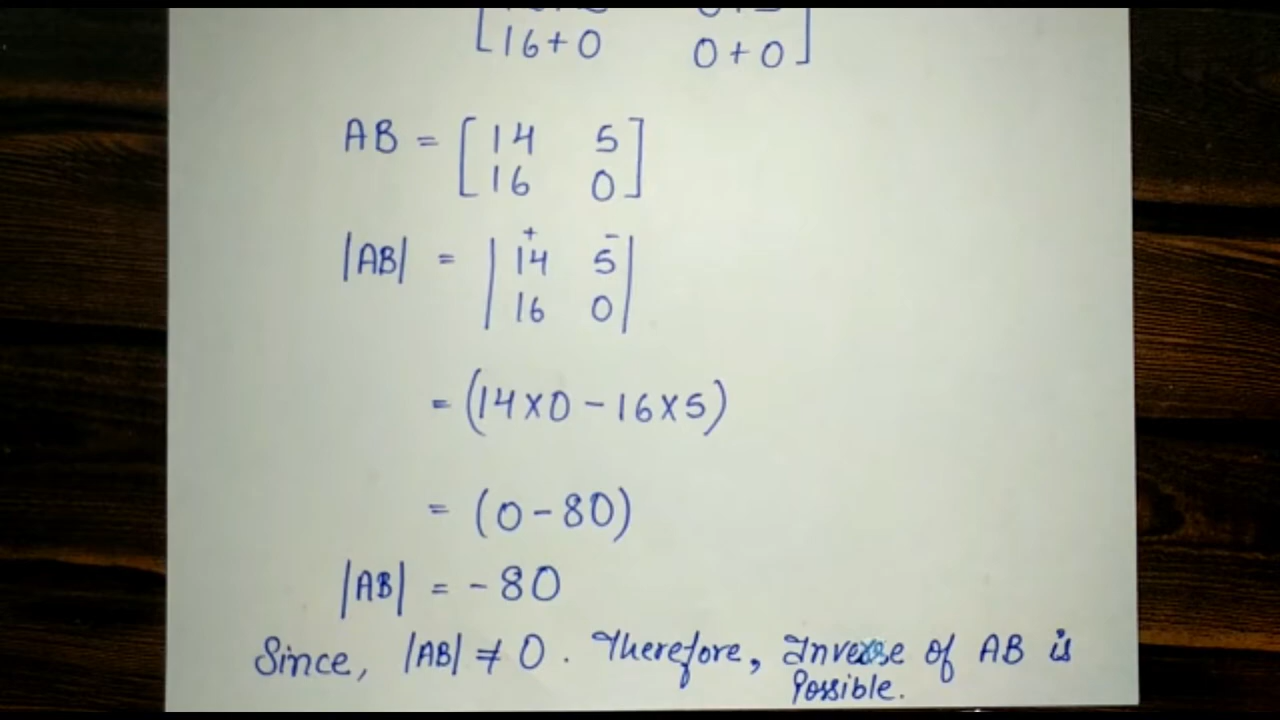 [16+0 0+0]
AB = [14 5
16 0]
|AB| = |14 5|
+ -
|16 0|
= (14×0 - 16×5)
= (0 - 80)
|AB| = - 80
Since, |AB| ≠ 0. Therefore, Inverse of AB is
Possible.